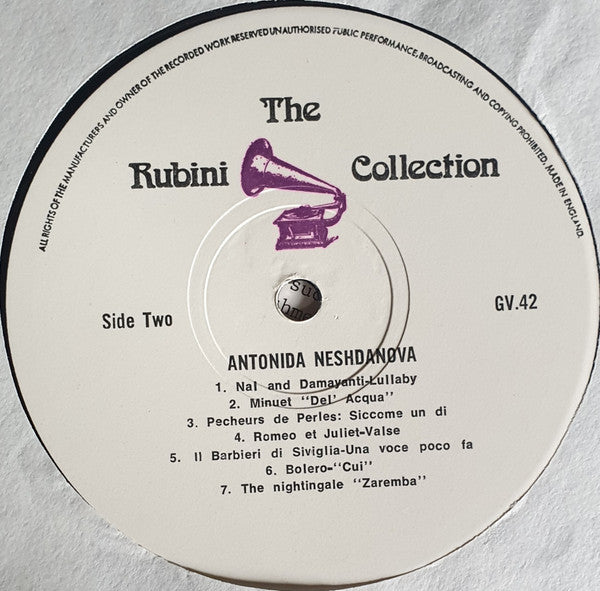 ALL RIGHTS OF THE MANUFACTURERS AND OWNER OF THE RECORDED WORK RESERVED UNAUTHORISED PUBLIC PERFORMANCE, BROADCASTING AND COPYING PROHIBITED. MADE IN ENGLAND.
The
Rubini Collection
Side Two
GV.42
ANTONIDA NESHDANOVA
1. Nal and Damayanti-Lullaby
2. Minuet "Del' Acqua"
3. Pecheurs de Perles: Siccome un di
4. Romeo et Juliet-Valse
5. Il Barbieri di Siviglia-Una voce poco fa
6. Bolero-"Cui"
7. The nightingale "Zaremba"